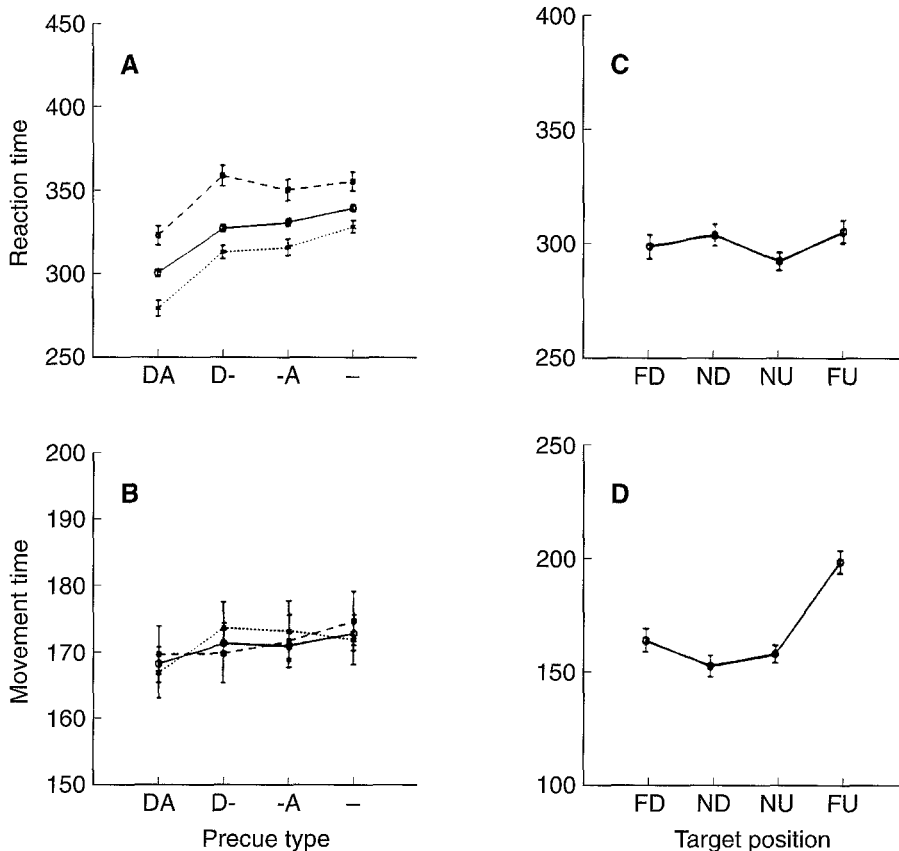 A
Reaction time
450
400
350
300
250
DA D- -A –
C
400
350
300
250
FD ND NU FU
B
Movement time
200
190
180
170
160
150
DA D- -A –
Precue type
D
250
200
150
100
FD ND NU FU
Target position